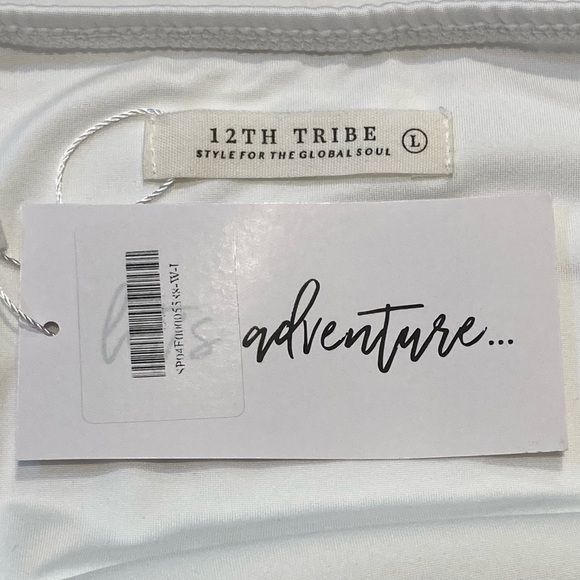 12TH TRIBE L
STYLE FOR THE GLOBAL SOUL
adventure...